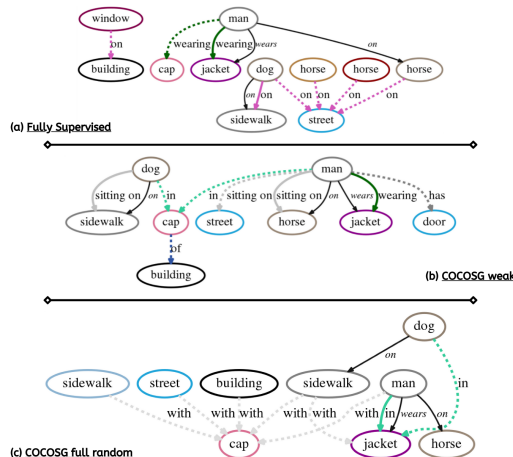 window man
on wearing wearing wears on
building cap jacket dog horse horse horse
on on on on on on
sidewalk street
(a) Fully Supervised
dog man
sitting on on in in sitting on sitting on on wears wearing has
sidewalk cap street horse jacket door
of
building
(b) COCOSG weak
dog
on
sidewalk street building sidewalk man in
with with with with with with wears on
cap jacket horse
(c) COCOSG full random